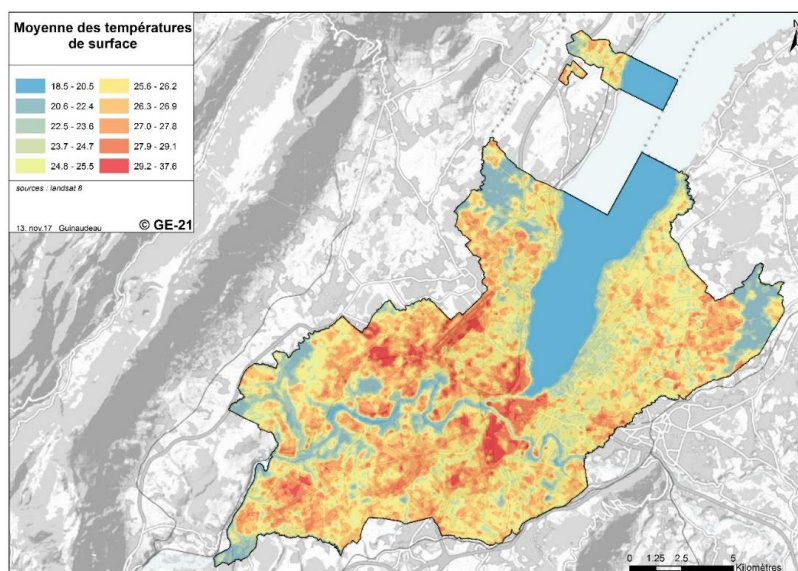 Moyenne des températures
de surface
18.5 - 20.5
20.6 - 22.4
22.5 - 23.6
23.7 - 24.7
24.8 - 25.5
25.6 - 26.2
26.3 - 26.9
27.0 - 27.8
27.9 - 29.1
29.2 - 37.6
sources : landsat 8
13. nov.17 Guinaudeau © GE-21
N
0 1.25 2.5 5
Kilomètres